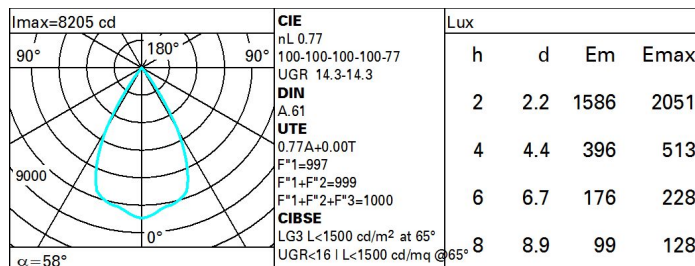 Imax=8205 cd
90°
180°
90°
9000
0°
α=58°
CIE
nL 0.77
100-100-100-100-77
UGR 14.3-14.3
DIN
A.61
UTE
0.77A+0.00T
F"1=997
F"1+F"2=999
F"1+F"2+F"3=1000
CIBSE
LG3 L<1500 cd/m² at 65°
UGR<16 | L<1500 cd/mq @65°
Lux
h d Em Emax
2 2.2 1586 2051
4 4.4 396 513
6 6.7 176 228
8 8.9 99 128